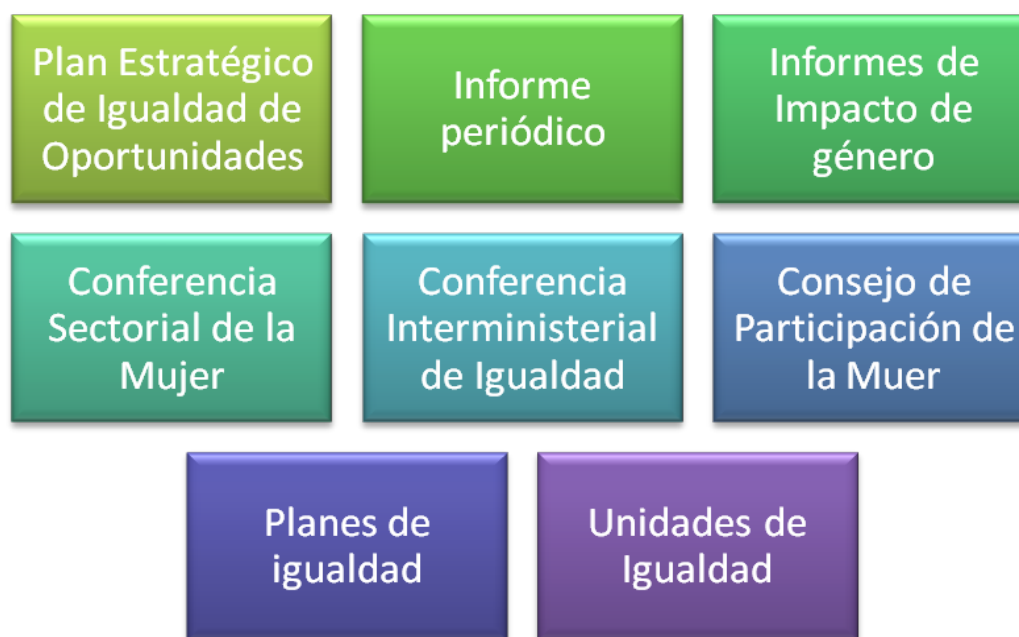 Plan Estratégico
de Igualdad de
Oportunidades
Informe
periódico
Informes de
Impacto de
género
Conferencia
Sectorial de la
Mujer
Conferencia
Interministerial
de Igualdad
Consejo de
Participación de
la Muer
Planes de
igualdad
Unidades de
Igualdad